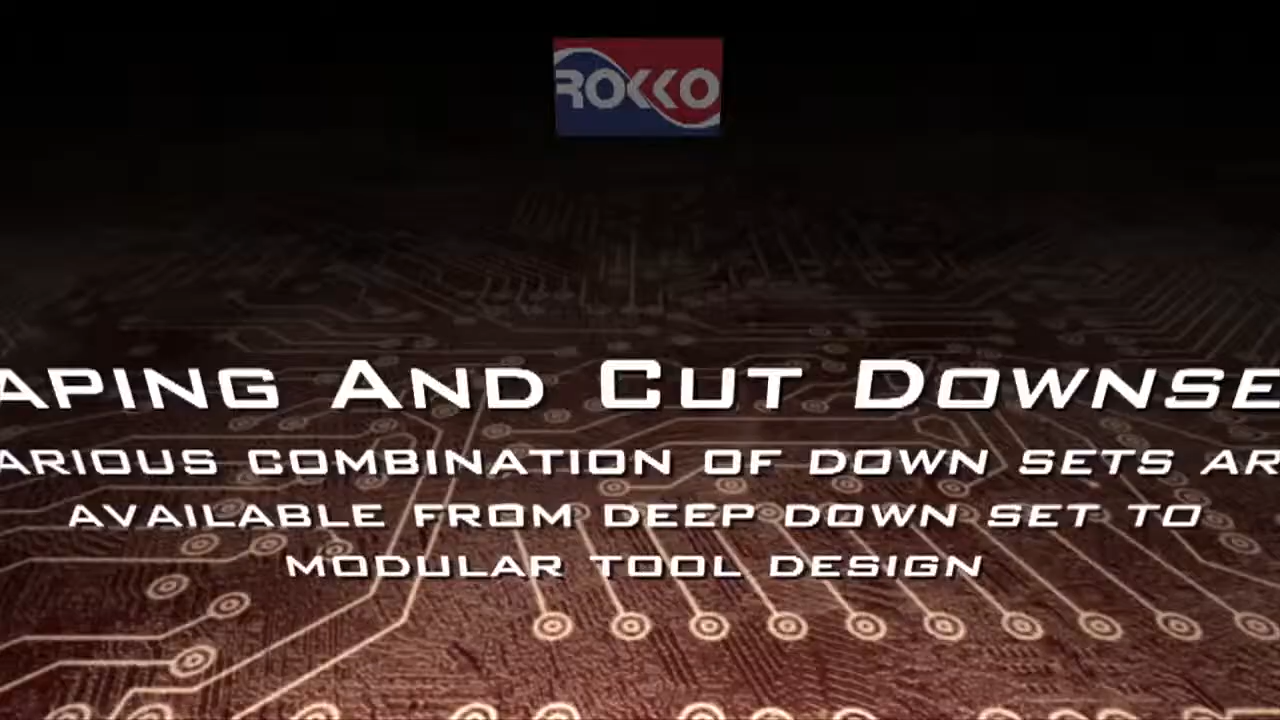 ROKKO
APING AND CUT DOWNSE
ARIOUS COMBINATION OF DOWN SETS AR
AVAILABLE FROM DEEP DOWN SET TO
MODULAR TOOL DESIGN